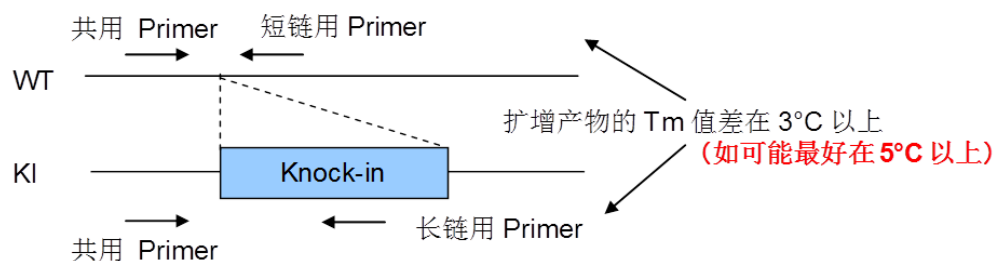 共用 Primer
短链用 Primer
WT
扩增产物的 Tm 值差在 3°C 以上
（如可能最好在 5°C 以上）
KI
Knock-in
长链用 Primer
共用 Primer